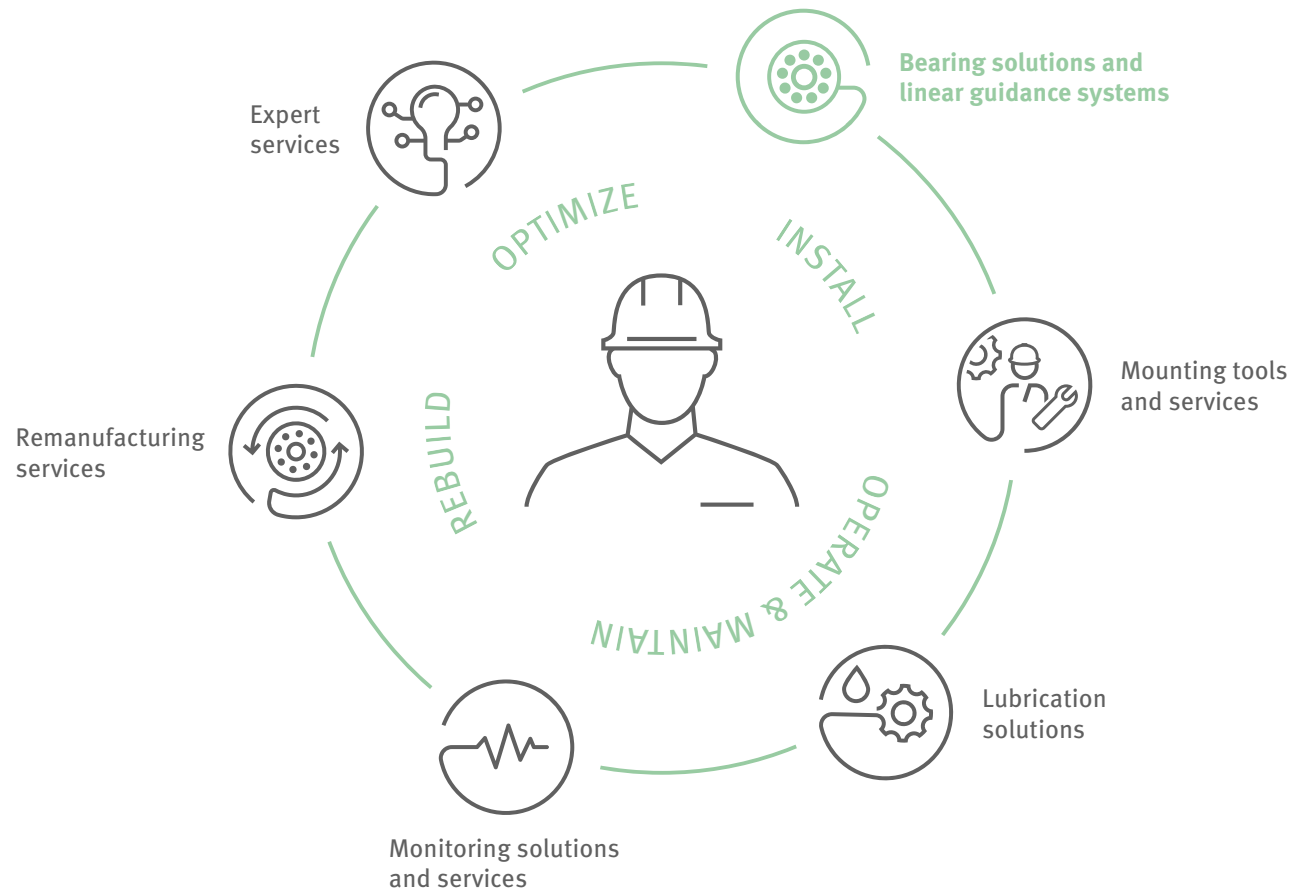 Bearing solutions and
linear guidance systems
Expert
services
OPTIMIZE
INSTALL
Mounting tools
and services
REBUILD
Remanufacturing
services
OPERATE & MAINTAIN
Lubrication
solutions
Monitoring solutions
and services